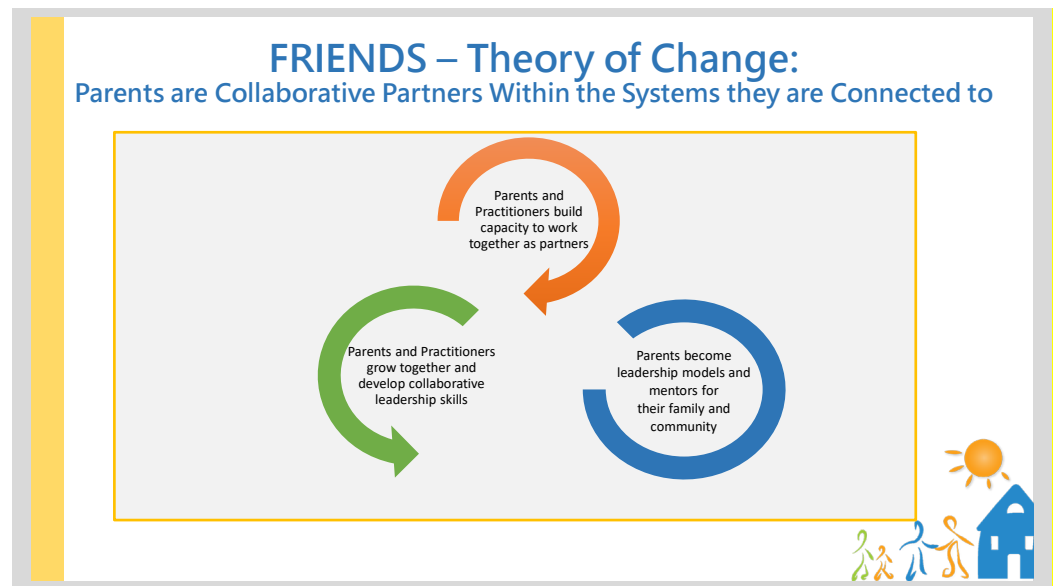 FRIENDS – Theory of Change:
Parents are Collaborative Partners Within the Systems they are Connected to
Parents and
Practitioners build
capacity to work
together as partners
Parents and Practitioners
grow together and
develop collaborative
leadership skills
Parents become
leadership models and
mentors for
their family and
community